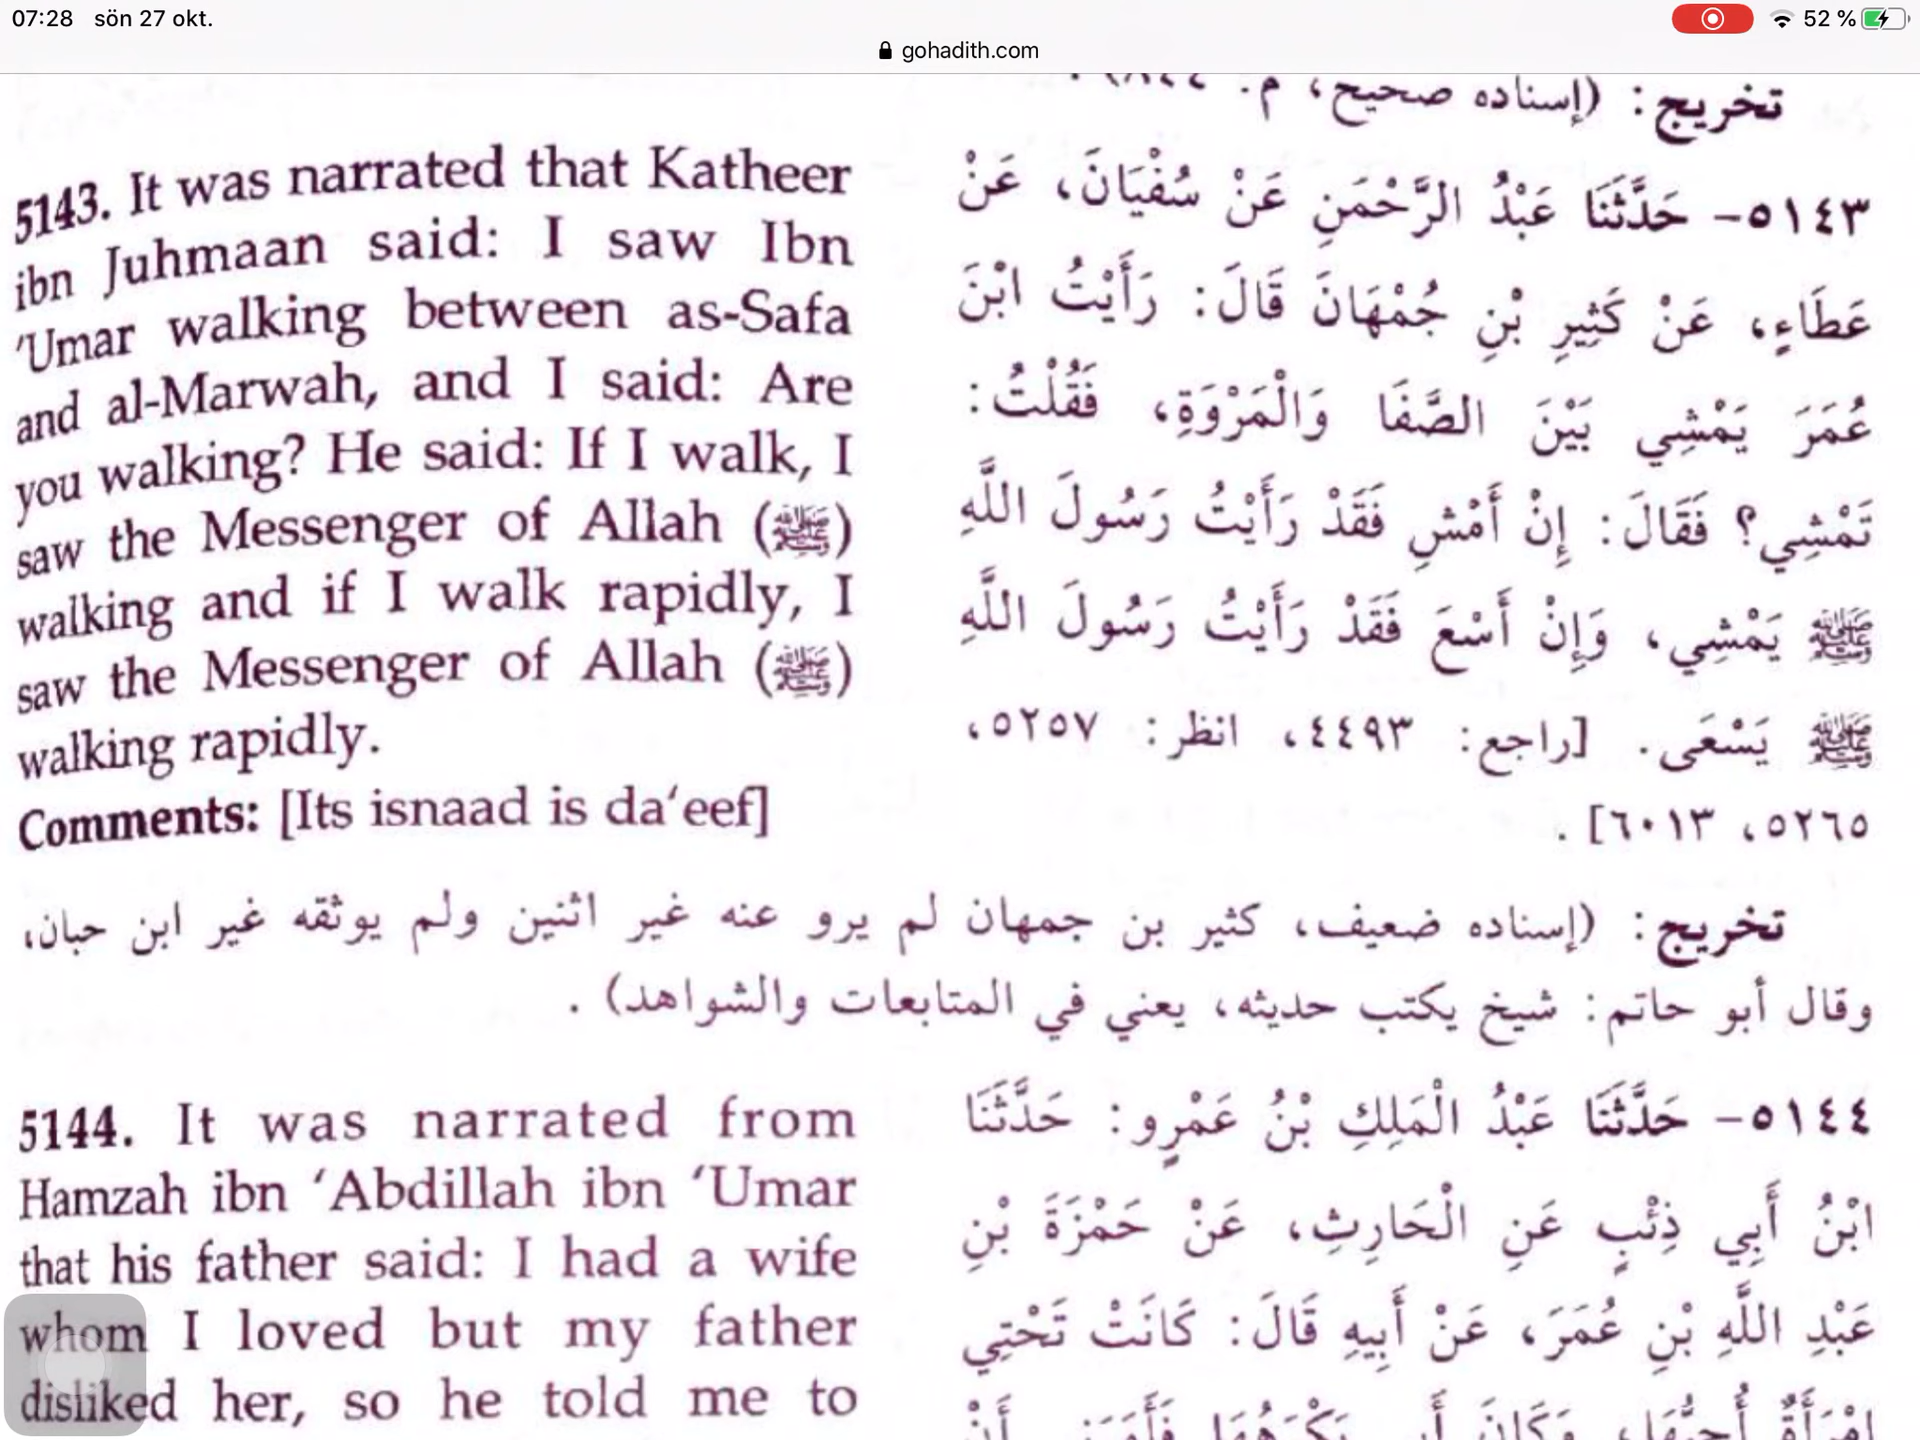 07:28 sön 27 okt.
52 %
gohadith.com
تخريج: (إسناده صحيح، م.
5143. It was narrated that Katheer
ibn Juhmaan said: I saw Ibn
'Umar walking between as-Safa
and al-Marwah, and I said: Are
you walking? He said: If I walk, I
saw the Messenger of Allah (ﷺ)
walking and if I walk rapidly, I
saw the Messenger of Allah (ﷺ)
walking rapidly.
Comments: [Its isnaad is da‘eef]
٥١٤٣- حَدَّثَنَا عَبْدُ الرَّحْمَنِ عَنْ سُفْيَانَ، عَنْ
عَطَاءٍ، عَنْ كَثِيرِ بْنِ جُمْهَانَ قَالَ: رَأَيْتُ ابْنَ
عُمَرَ يَمْشِي بَيْنَ الصَّفَا وَالْمَرْوَةِ، فَقُلْتُ:
تَمْشِي؟ فَقَالَ: إِنْ أَمْشِ فَقَدْ رَأَيْتُ رَسُولَ اللَّهِ
ﷺ يَمْشِي، وَإِنْ أَسْعَ فَقَدْ رَأَيْتُ رَسُولَ اللَّهِ
ﷺ يَسْعَى. [راجع: ٤٤٩٣، انظر: ٥٢٥٧،
٥٢٦٥، ٦٠١٣].
تخريج: (إسناده ضعيف، كثير بن جمهان لم يرو عنه غير اثنين ولم يوثقه غير ابن حبان،
وقال أبو حاتم: شيخ يكتب حديثه، يعني في المتابعات والشواهد).
5144. It was narrated from
Hamzah ibn ‘Abdillah ibn ‘Umar
that his father said: I had a wife
whom I loved but my father
disliked her, so he told me to
٥١٤٤- حَدَّثَنَا عَبْدُ الْمَلِكِ بْنُ عَمْرٍو: حَدَّثَنَا
ابْنُ أَبِي ذِئْبٍ عَنِ الْحَارِثِ، عَنْ حَمْزَةَ بْنِ
عَبْدِ اللَّهِ بْنِ عُمَرَ، عَنْ أَبِيهِ قَالَ: كَانَتْ تَحْتِي